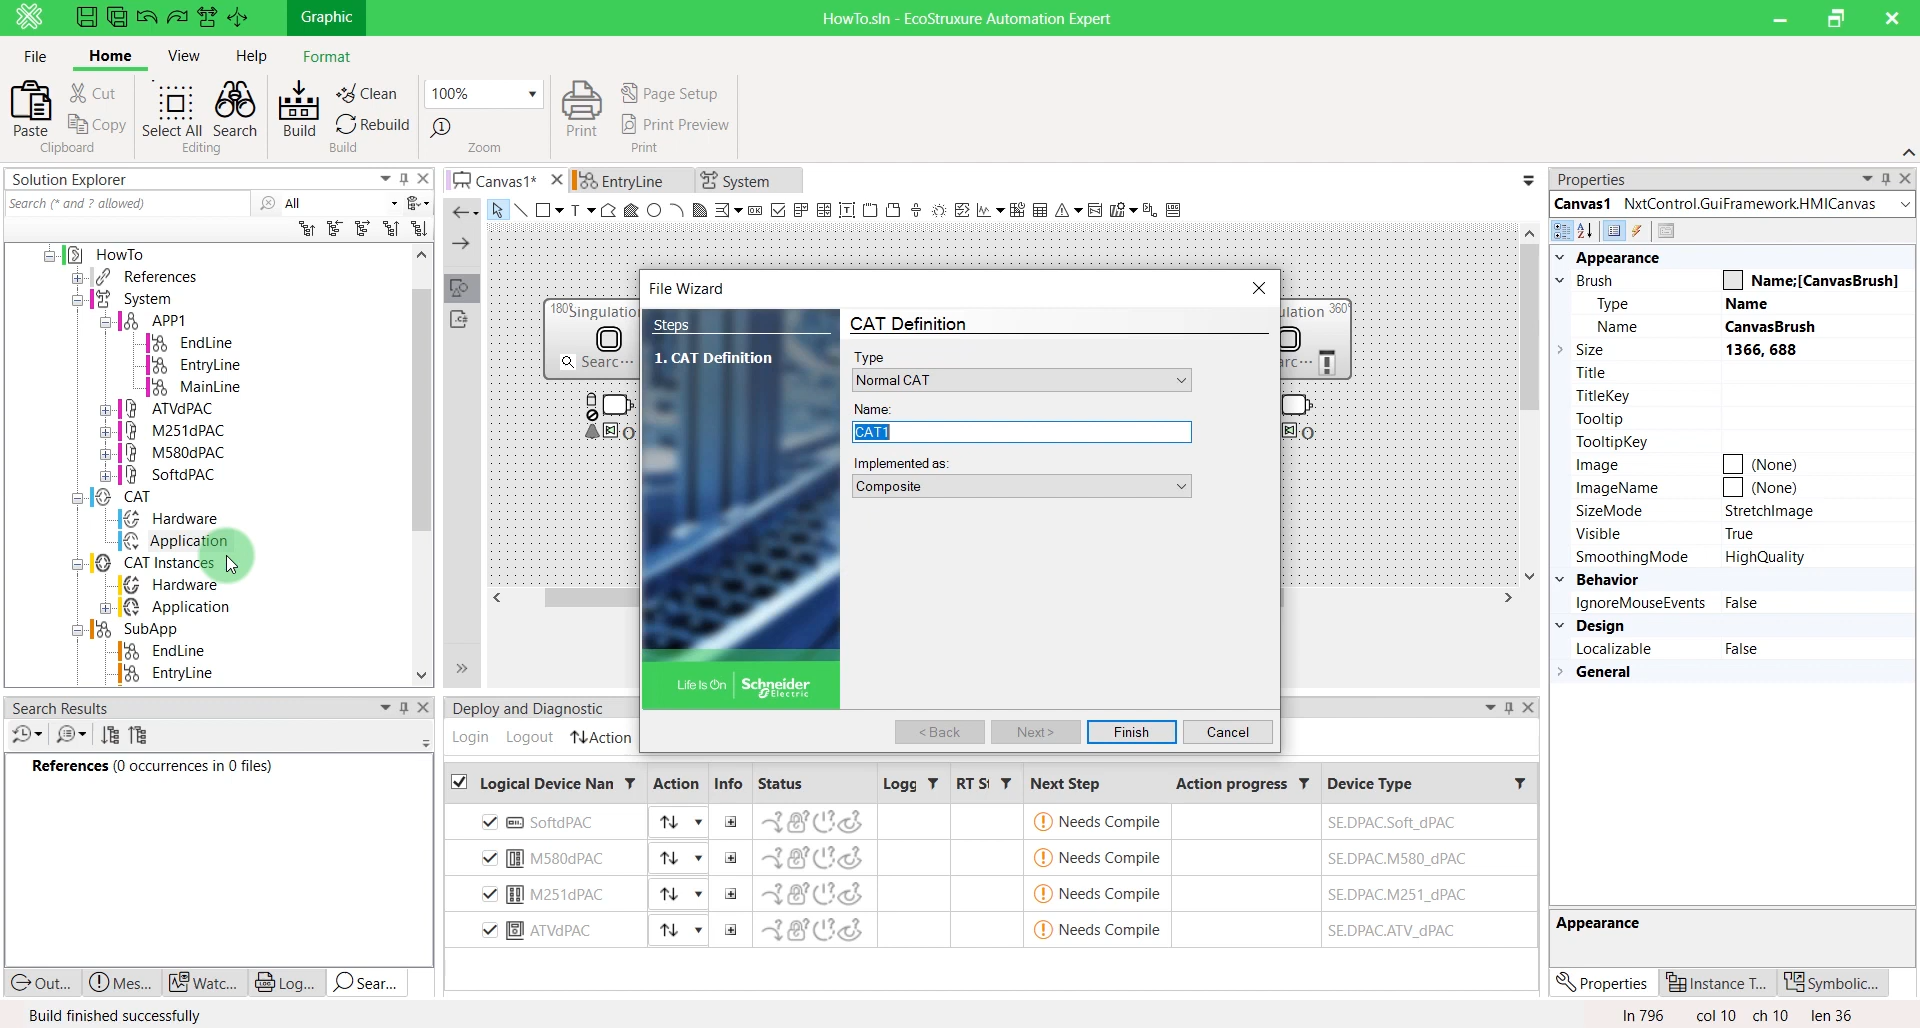 Graphic
HowTo.sln - EcoStruxure Automation Expert
File
Home
View
Help
Format
Paste
Cut
Copy
Clipboard
Select All
Search
Editing
Build
Clean
Rebuild
Build
100%
Zoom
Print
Page Setup
Print Preview
Print
Solution Explorer
Search (* and ? allowed)
All
HowTo
References
System
APP1
EndLine
EntryLine
MainLine
ATVdPAC
M251dPAC
M580dPAC
SoftdPAC
CAT
Hardware
Application
CAT Instances
Hardware
Application
SubApp
EndLine
EntryLine
Search Results
References (0 occurrences in 0 files)
Out...
Mes...
Watc...
Log...
Sear...
Build finished successfully
Canvas1*
EntryLine
System
180°
Searc...
360°
File Wizard
Steps
1. CAT Definition
Life Is On
Schneider
Electric
CAT Definition
Type
Normal CAT
Name:
CAT1
Implemented as:
Composite
< Back
Next >
Finish
Cancel
Deploy and Diagnostic
Login
Logout
Action
Logical Device Nan
Action
Info
Status
Logg
Next Step
Action progress
Device Type
SoftdPAC
Needs Compile
SE.DPAC.Soft_dPAC
M580dPAC
Needs Compile
SE.DPAC.M580_dPAC
M251dPAC
Needs Compile
SE.DPAC.M251_dPAC
ATVdPAC
Needs Compile
SE.DPAC.ATV_dPAC
Properties
Canvas1 NxtControl.GuiFramework.HMICanvas
Appearance
Brush Name;[CanvasBrush]
Type Name
Name CanvasBrush
Size 1366, 688
Title
TitleKey
Tooltip
TooltipKey
Image (None)
ImageName (None)
SizeMode StretchImage
Visible True
SmoothingMode HighQuality
Behavior
IgnoreMouseEvents False
Design
Localizable False
General
Appearance
Properties
Instance T...
Symbolic...
ln 796 col 10 ch 10 len 36